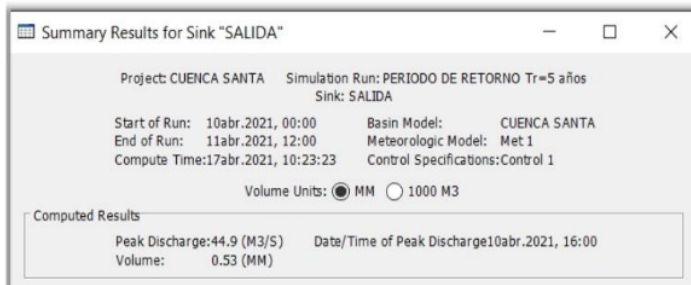 Summary Results for Sink "SALIDA"
Project: CUENCA SANTA Simulation Run: PERIODO DE RETORNO Tr=5 años
Sink: SALIDA
Start of Run: 10abr.2021, 00:00 Basin Model: CUENCA SANTA
End of Run: 11abr.2021, 12:00 Meteorologic Model: Met 1
Compute Time:17abr.2021, 10:23:23 Control Specifications:Control 1
Volume Units: MM 1000 M3
Computed Results
Peak Discharge:44.9 (M3/S) Date/Time of Peak Discharge10abr.2021, 16:00
Volume: 0.53 (MM)